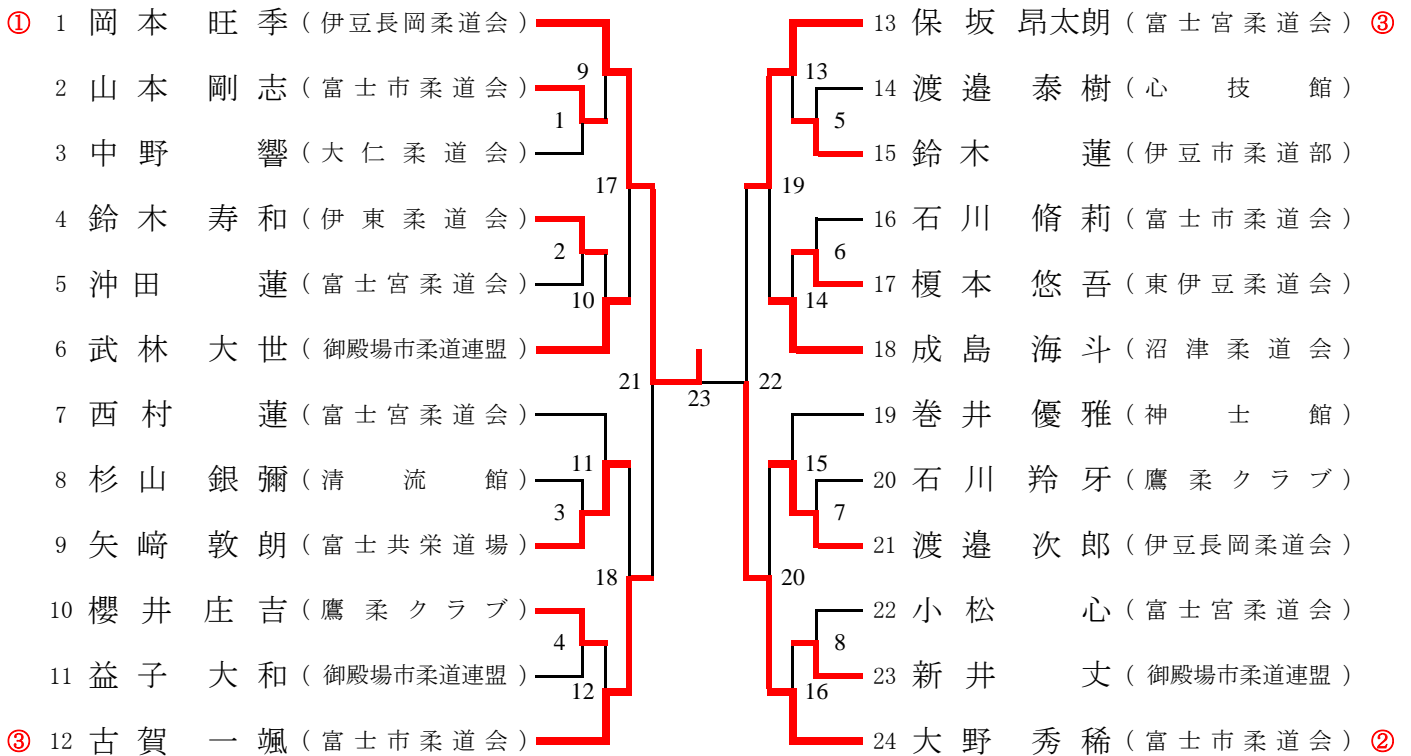 ① 1 岡本 旺季 (伊豆長岡柔道会)
2 山本 剛志 (富士市柔道会)
3 中野 響 (大仁柔道会)
4 鈴木 寿和 (伊東柔道会)
5 沖田 蓮 (富士宮柔道会)
6 武林 大世 (御殿場市柔道連盟)
7 西村 蓮 (富士宮柔道会)
8 杉山 銀彌 (清流館)
9 矢﨑 敦朗 (富士共栄道場)
10 櫻井 庄吉 (鷹柔クラブ)
11 益子 大和 (御殿場市柔道連盟)
③ 12 古賀 一颯 (富士市柔道会)
9
1
17
2
10
21
11
3
18
4
12
23
13
5
19
6
14
22
15
7
20
8
16
13 保坂 昂太朗 (富士宮柔道会) ③
14 渡邉 泰樹 (心技館)
15 鈴木 蓮 (伊豆市柔道部)
16 石川 脩莉 (富士市柔道会)
17 榎本 悠吾 (東伊豆柔道会)
18 成島 海斗 (沼津柔道会)
19 巻井 優雅 (神士館)
20 石川 羚牙 (鷹柔クラブ)
21 渡邉 次郎 (伊豆長岡柔道会)
22 小松 心 (富士宮柔道会)
23 新井 丈 (御殿場市柔道連盟)
24 大野 秀稀 (富士市柔道会) ②